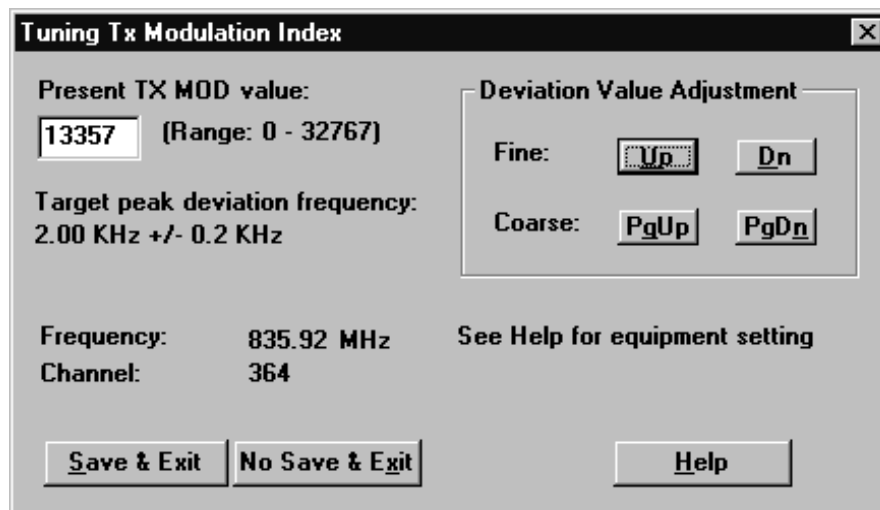 Tuning Tx Modulation Index
Present TX MOD value:
13357 (Range: 0 - 32767)
Target peak deviation frequency:
2.00 KHz +/- 0.2 KHz
Deviation Value Adjustment
Fine: Up Dn
Coarse: PgUp PgDn
Frequency: 835.92 MHz
Channel: 364
See Help for equipment setting
Save & Exit No Save & Exit Help